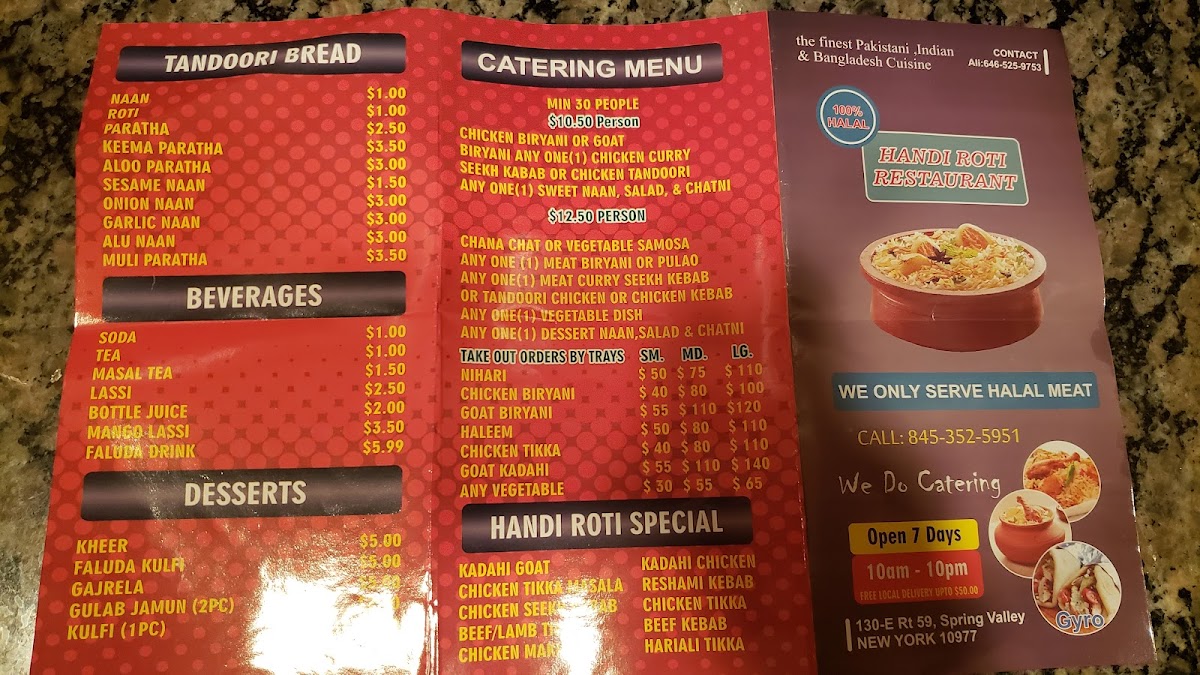 TANDOORI BREAD
NAAN $1.00
ROTI $1.00
PARATHA $2.50
KEEMA PARATHA $3.50
ALOO PARATHA $3.00
SESAME NAAN $1.50
ONION NAAN $3.00
GARLIC NAAN $3.00
ALU NAAN $3.00
MULI PARATHA $3.50
BEVERAGES
SODA $1.00
TEA $1.00
MASAL TEA $1.50
LASSI $2.50
BOTTLE JUICE $2.00
MANGO LASSI $3.50
FALUDA DRINK $5.99
DESSERTS
KHEER $5.00
FALUDA KULFI $5.00
GAJRELA
GULAB JAMUN (2PC)
KULFI (1PC)
CATERING MENU
MIN 30 PEOPLE
$10.50 Person
CHICKEN BIRYANI OR GOAT
BIRYANI ANY ONE(1) CHICKEN CURRY
SEEKH KABAB OR CHICKEN TANDOORI
ANY ONE(1) SWEET NAAN, SALAD, & CHATNI
$12.50 PERSON
CHANA CHAT OR VEGETABLE SAMOSA
ANY ONE (1) MEAT BIRYANI OR PULAO
ANY ONE(1) MEAT CURRY SEEKH KEBAB
OR TANDOORI CHICKEN OR CHICKEN KEBAB
ANY ONE(1) VEGETABLE DISH
ANY ONE(1) DESSERT NAAN,SALAD & CHATNI
TAKE OUT ORDERS BY TRAYS SM. MD. LG.
NIHARI $ 50 $ 75 $ 110
CHICKEN BIRYANI $ 40 $ 80 $ 100
GOAT BIRYANI $ 55 $ 110 $120
HALEEM $ 50 $ 80 $ 110
CHICKEN TIKKA $ 40 $ 80 $ 110
GOAT KADAHI $ 55 $ 110 $ 140
ANY VEGETABLE $ 30 $ 55 $ 65
HANDI ROTI SPECIAL
KADAHI GOAT
CHICKEN TIKKA MASALA
CHICKEN SEEKH
BEEF/LAMB
CHICKEN
KADAHI CHICKEN
RESHAMI KEBAB
CHICKEN TIKKA
BEEF KEBAB
HARIALI TIKKA
the finest Pakistani ,Indian
& Bangladesh Cuisine
CONTACT
Ali:646-525-9753
100%
HALAL
HANDI ROTI
RESTAURANT
WE ONLY SERVE HALAL MEAT
CALL: 845-352-5951
We Do Catering
Open 7 Days
10am - 10pm
FREE LOCAL DELIVERY UPTO $50.00
Gyro
130-E Rt 59, Spring Valley
NEW YORK 10977